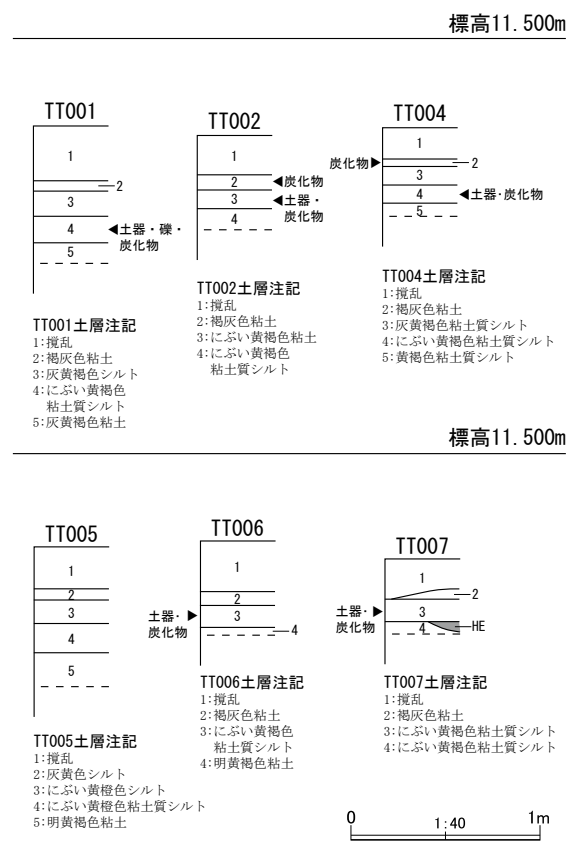 標高11.500m
TT001
1
2
3
4
◀土器・礫・
炭化物
5
TT001土層注記
1:撹乱
2:褐灰色粘土
3:灰黄褐色シルト
4:にぶい黄褐色
粘土質シルト
5:灰黄褐色粘土
TT002
1
2
◀炭化物
3
◀土器・
炭化物
4
TT002土層注記
1:撹乱
2:褐灰色粘土
3:にぶい黄褐色粘土
4:にぶい黄褐色
粘土質シルト
TT004
1
炭化物▶
2
3
4
◀土器・炭化物
5
TT004土層注記
1:撹乱
2:褐灰色粘土
3:灰黄褐色粘土質シルト
4:にぶい黄褐色粘土質シルト
5:黄褐色粘土質シルト
標高11.500m
TT005
1
2
3
4
5
TT005土層注記
1:撹乱
2:灰黄色シルト
3:にぶい黄橙色シルト
4:にぶい黄橙色粘土質シルト
5:明黄褐色粘土
TT006
1
2
土器・▶
炭化物
3
4
TT006土層注記
1:撹乱
2:褐灰色粘土
3:にぶい黄褐色
粘土質シルト
4:明黄褐色粘土
TT007
1
2
土器・▶
炭化物
3
4
HE
TT007土層注記
1:撹乱
2:褐灰色粘土
3:にぶい黄褐色粘土質シルト
4:にぶい黄褐色粘土質シルト
0
1:40
1m